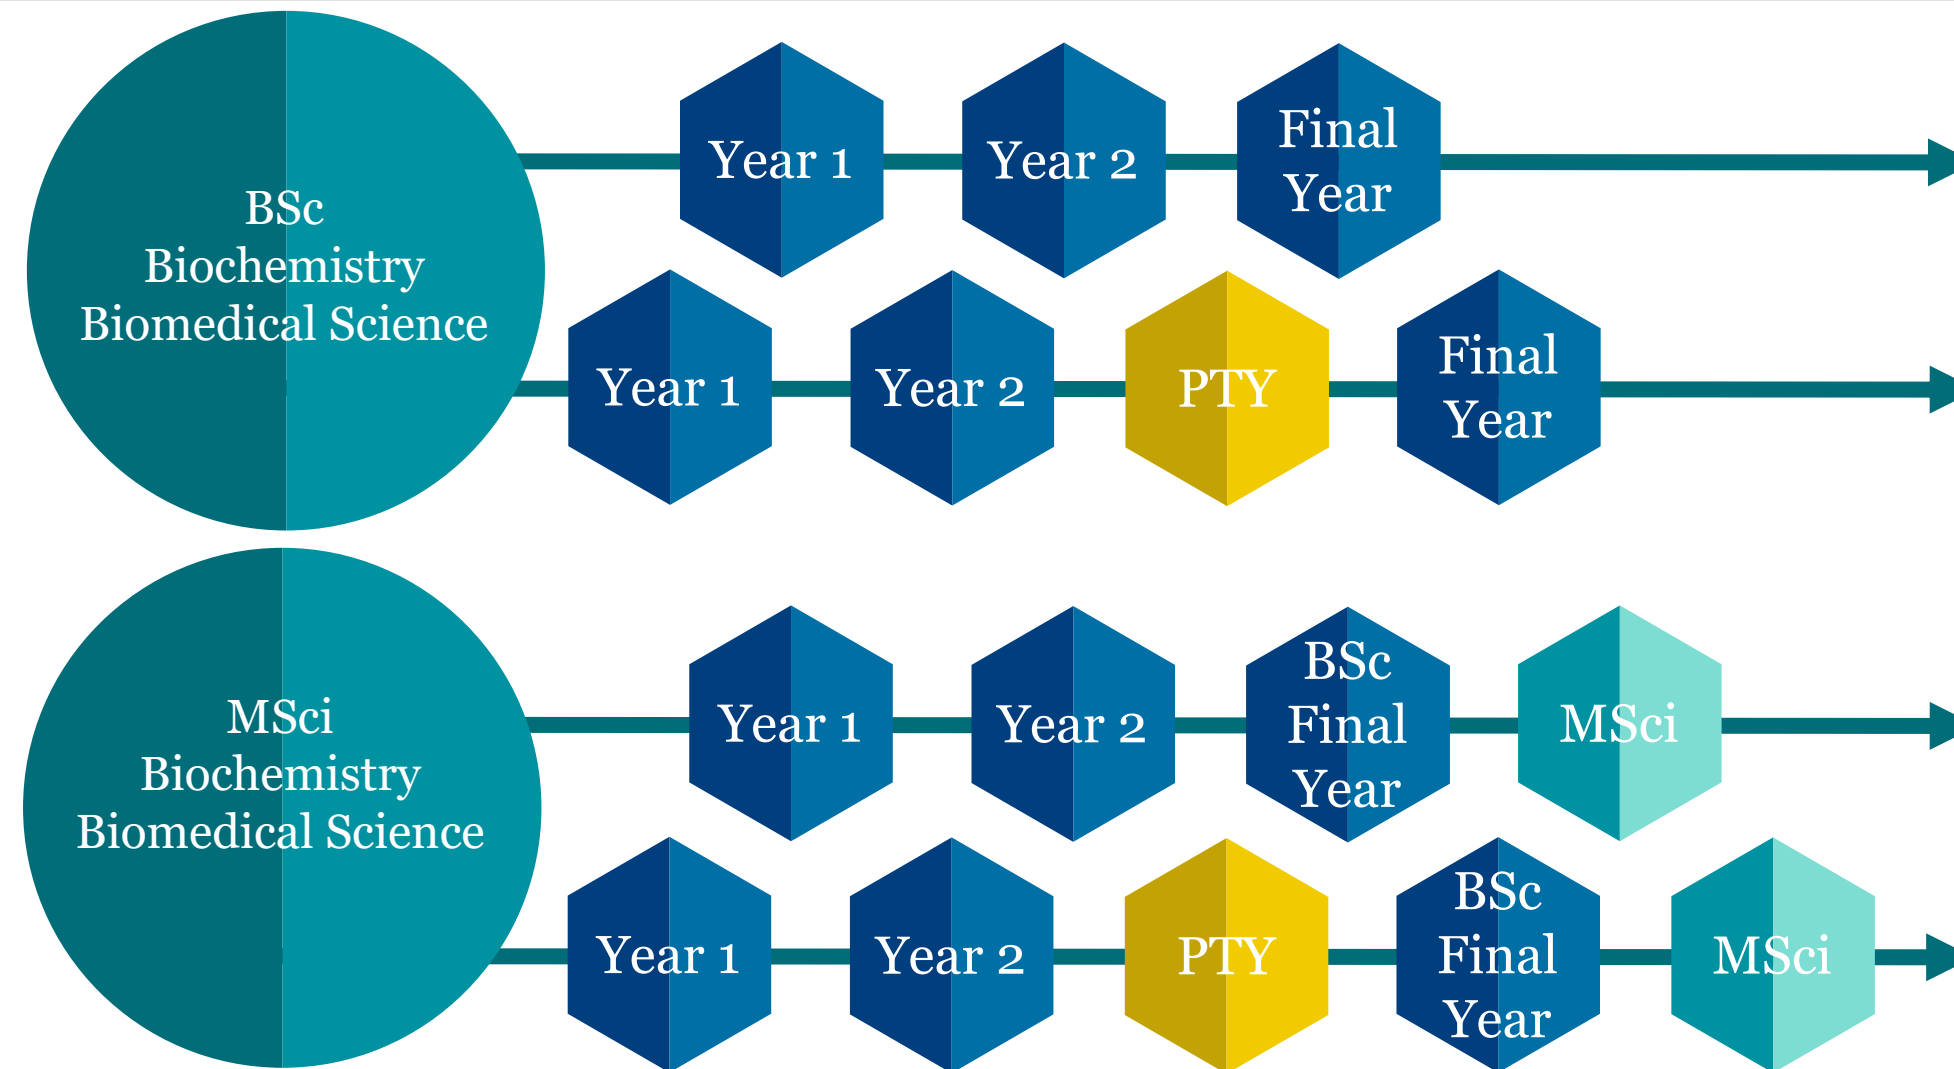 BSc
Biochemistry
Biomedical Science
Year 1
Year 2
Final
Year
Year 1
Year 2
PTY
Final
Year
MSci
Biochemistry
Biomedical Science
Year 1
Year 2
BSc
Final
Year
MSci
Year 1
Year 2
PTY
BSc
Final
Year
MSci